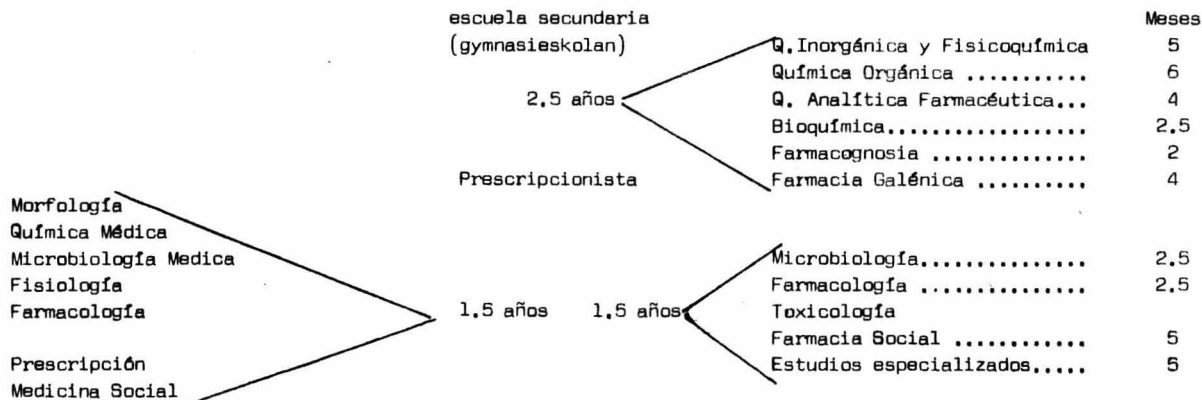 escuela secundaria Meses
(gymnasieskolan) Q.Inorgánica y Fisicoquímica 5
Química Orgánica ........... 6
2.5 años Q. Analítica Farmacéutica... 4
Bioquímica.................. 2.5
Farmacognosia .............. 2
Prescripcionista Farmacia Galénica .......... 4
Morfología
Química Médica
Microbiología Medica Microbiología............... 2.5
Fisiología Farmacología ............... 2.5
Farmacología 1.5 años 1.5 años Toxicología
Farmacia Social ............ 5
Prescripción Estudios especializados..... 5
Medicina Social